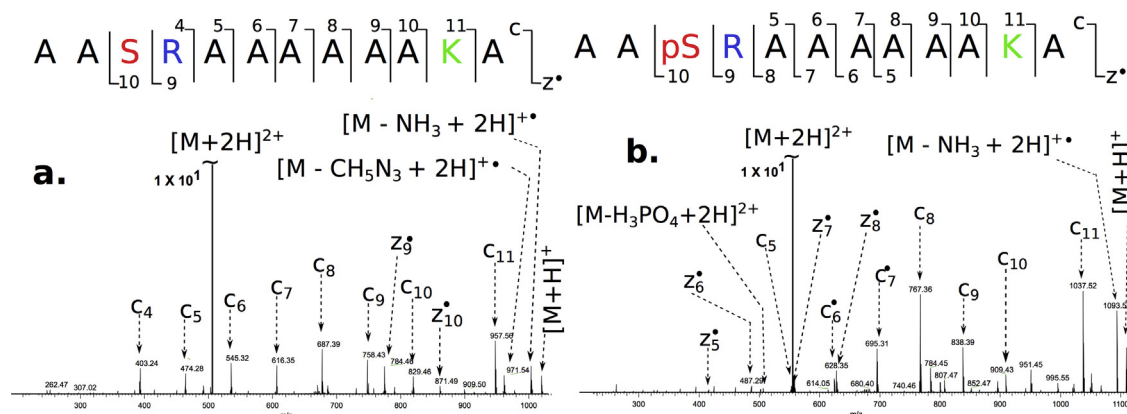 4 5 6 7 8 9 10 11 c
A A S R A A A A A A K A
10 9 z•
[M - NH3 + 2H]+•
[M+2H]2+
a.
1 X 10¹
[M - CH5N3 + 2H]+•
[M+H]+
c4 c5 c6 c7 c8 c9 z9• c10 z10• c11
262.47 307.02 403.24 474.28 545.32 616.35 687.39 758.43 784.46 829.46 871.49 909.50 957.56 971.54
300 400 500 600 700 800 900 1000
m/z
5 6 7 8 9 10 11 c
A A pS R A A A A A A K A
10 9 8 7 6 5 z•
[M+2H]2+
b.
1 X 10¹
[M - NH3 + 2H]+•
[M+H]+
[M-H3PO4+2H]2+
z5• z6• c5 z7• c6• z8• c7• c8 c9 c10 c11
487.29 614.05 628.35 680.40 695.31 740.46 767.36 784.45 807.47 838.39 852.47 909.43 951.45 995.55 1037.52 1093.5
300 400 500 600 700 800 900 1000 1100
m/z